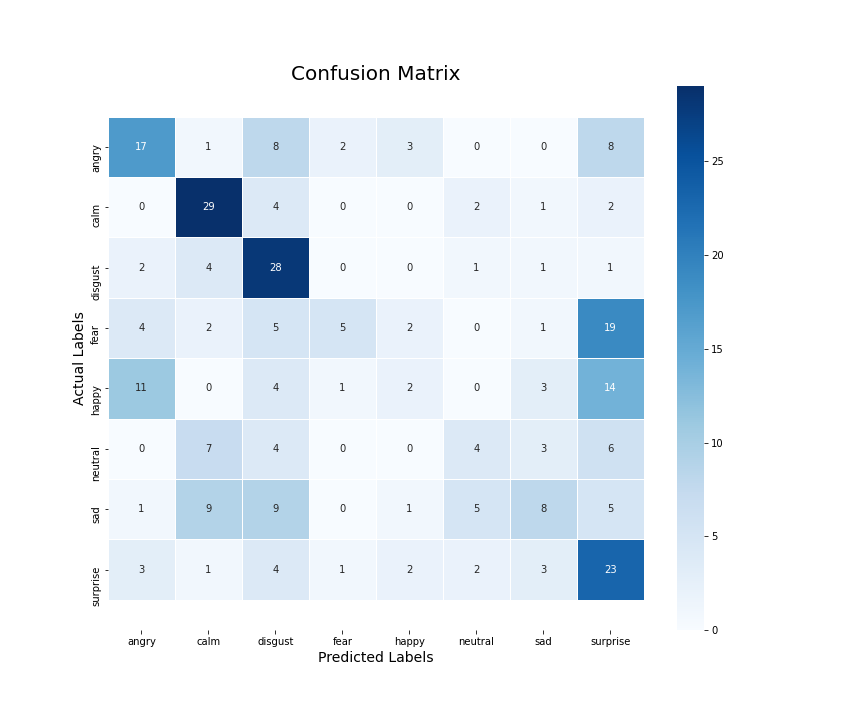 Confusion Matrix
angry 17 1 8 2 3 0 0 8
calm 0 29 4 0 0 2 1 2
disgust 2 4 28 0 0 1 1 1
fear 4 2 5 5 2 0 1 19
happy 11 0 4 1 2 0 3 14
neutral 0 7 4 0 0 4 3 6
sad 1 9 9 0 1 5 8 5
surprise 3 1 4 1 2 2 3 23
angry calm disgust fear happy neutral sad surprise
Predicted Labels
Actual Labels
25
20
15
10
5
0